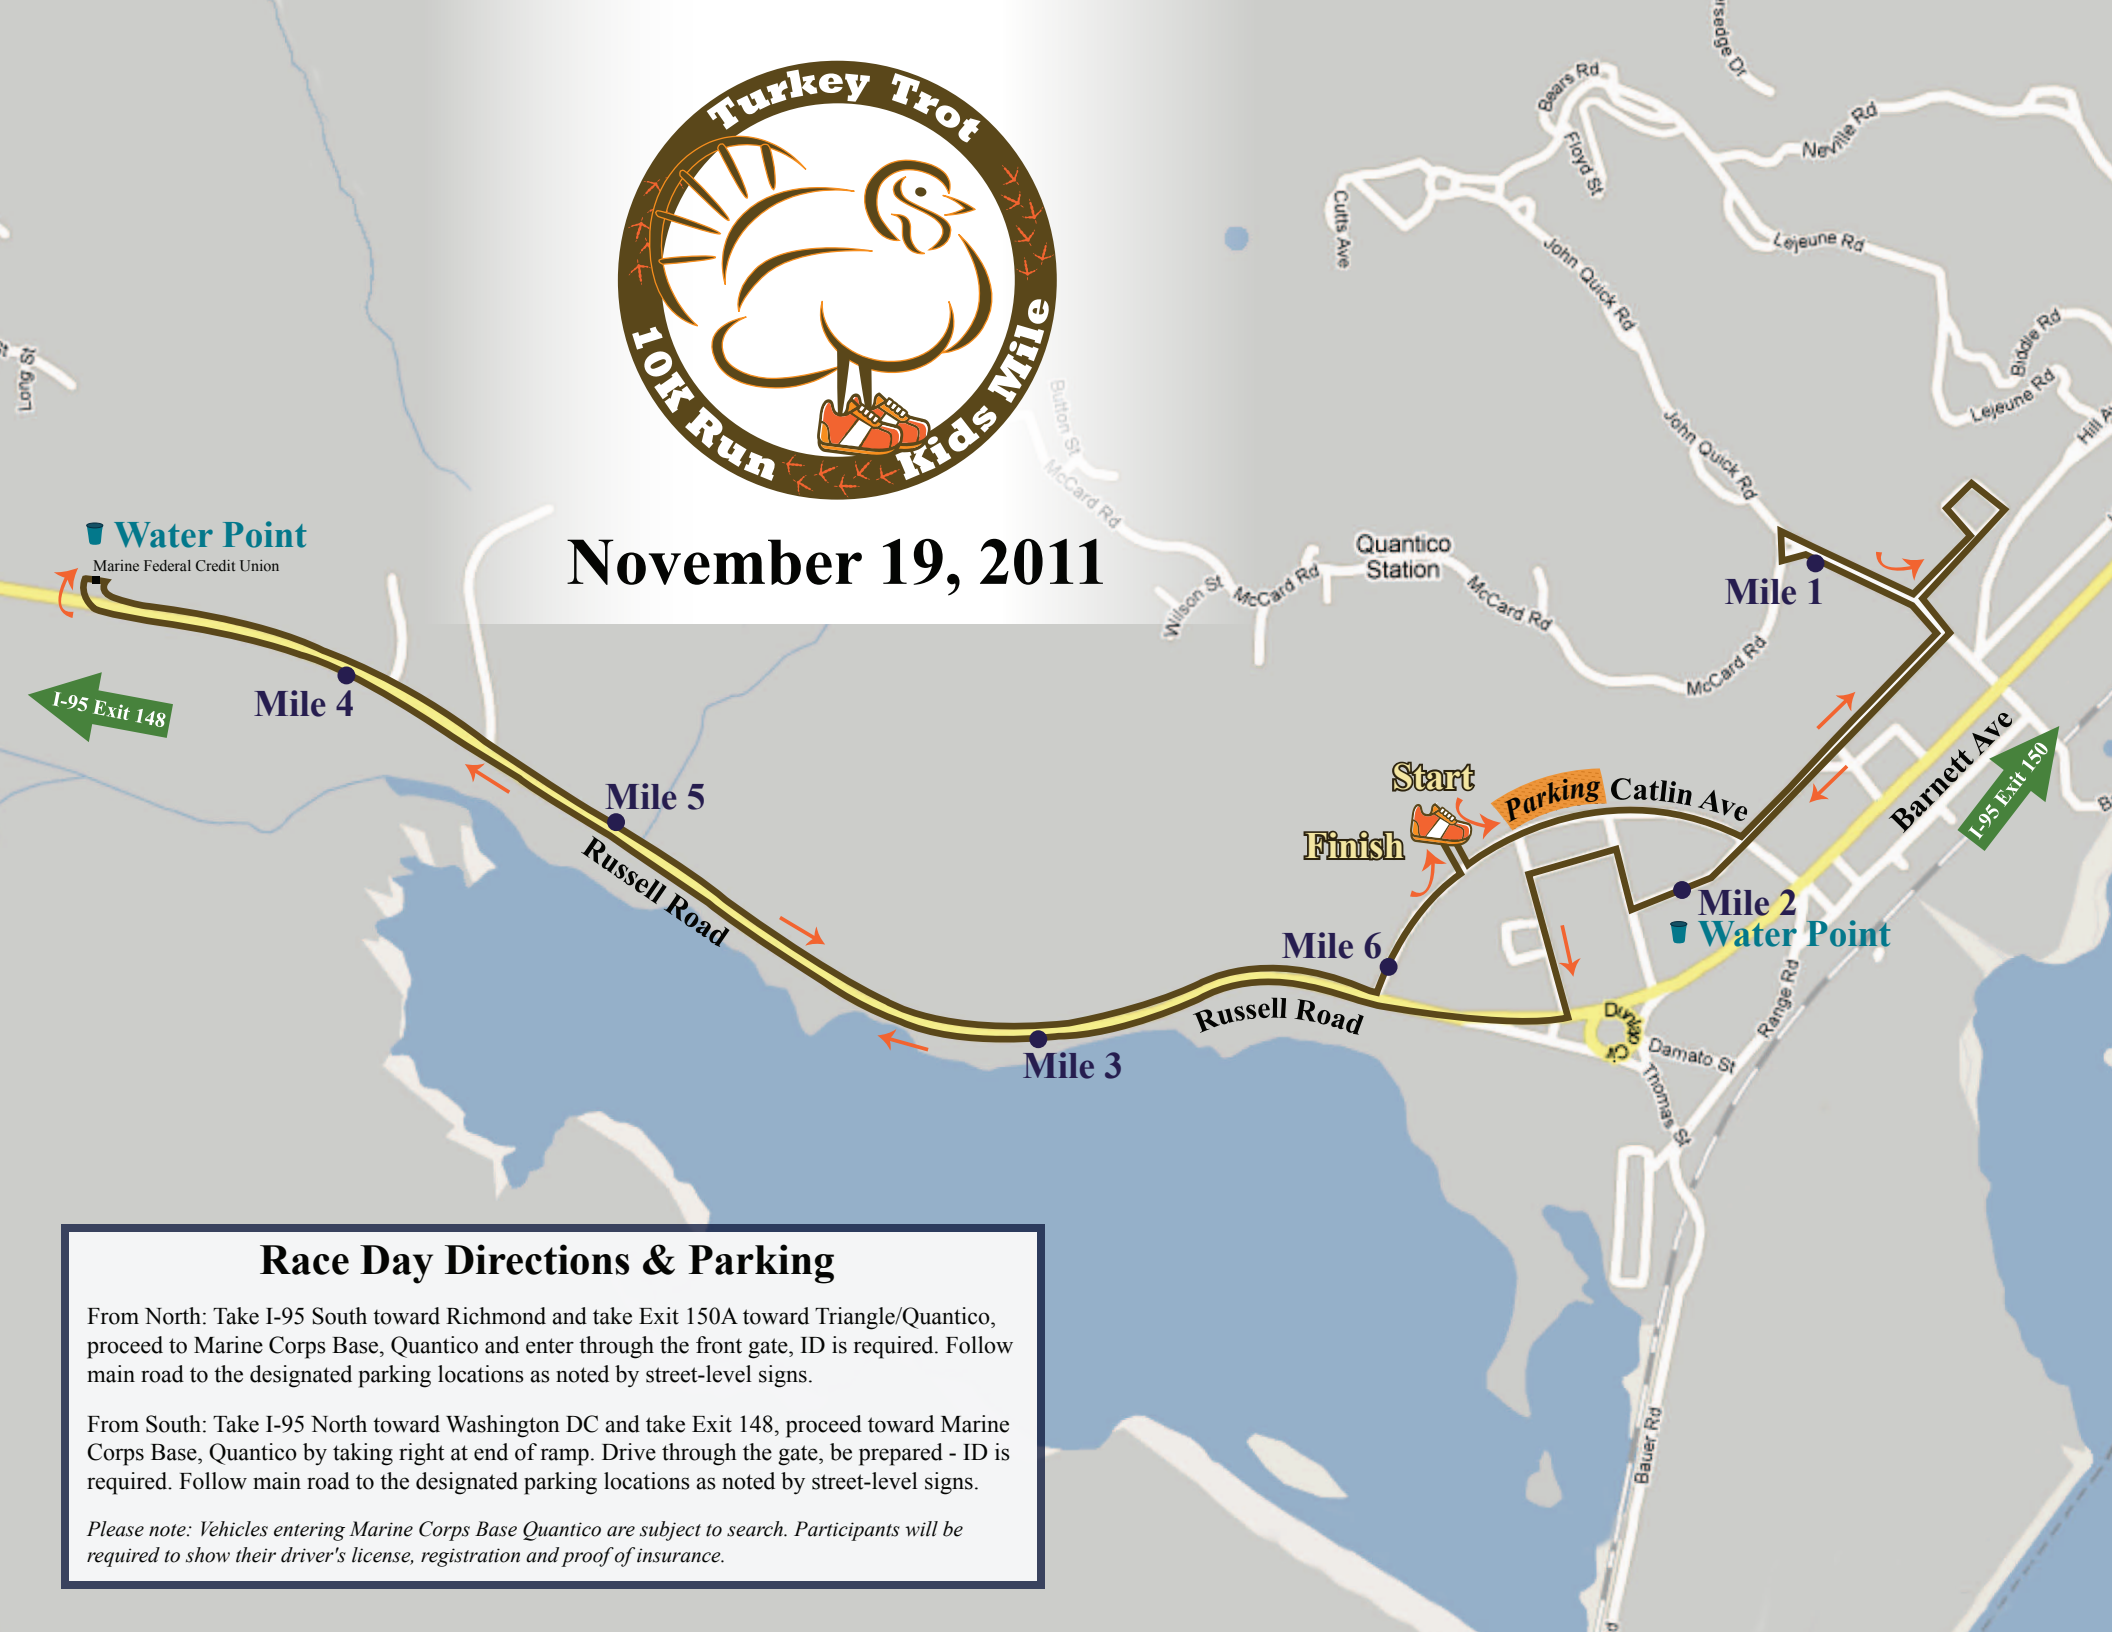 Turkey Trot
10K Run
Kids Mile
November 19, 2011
Water Point
Marine Federal Credit Union
I-95 Exit 148
Mile 4
Mile 5
Russell Road
Mile 3
Russell Road
Mile 6
Start
Finish
Parking
Catlin Ave
Mile 1
Mile 2
Water Point
Barnett Ave
I-95 Exit 150
Long St
Button St
McCard Rd
Wilson St
McCard Rd
Quantico
Station
McCard Rd
McCard Rd
Cutts Ave
Bears Rd
Floyd St
Neville Rd
Lejeune Rd
John Quick Rd
John Quick Rd
Biddle Rd
Lejeune Rd
Hill
Dunlap
Cir
Damato St
Thomas St
Range Rd
Bauer Rd
Race Day Directions & Parking
From North: Take I-95 South toward Richmond and take Exit 150A toward Triangle/Quantico,
proceed to Marine Corps Base, Quantico and enter through the front gate, ID is required. Follow
main road to the designated parking locations as noted by street-level signs.
From South: Take I-95 North toward Washington DC and take Exit 148, proceed toward Marine
Corps Base, Quantico by taking right at end of ramp. Drive through the gate, be prepared - ID is
required. Follow main road to the designated parking locations as noted by street-level signs.
Please note: Vehicles entering Marine Corps Base Quantico are subject to search. Participants will be
required to show their driver's license, registration and proof of insurance.